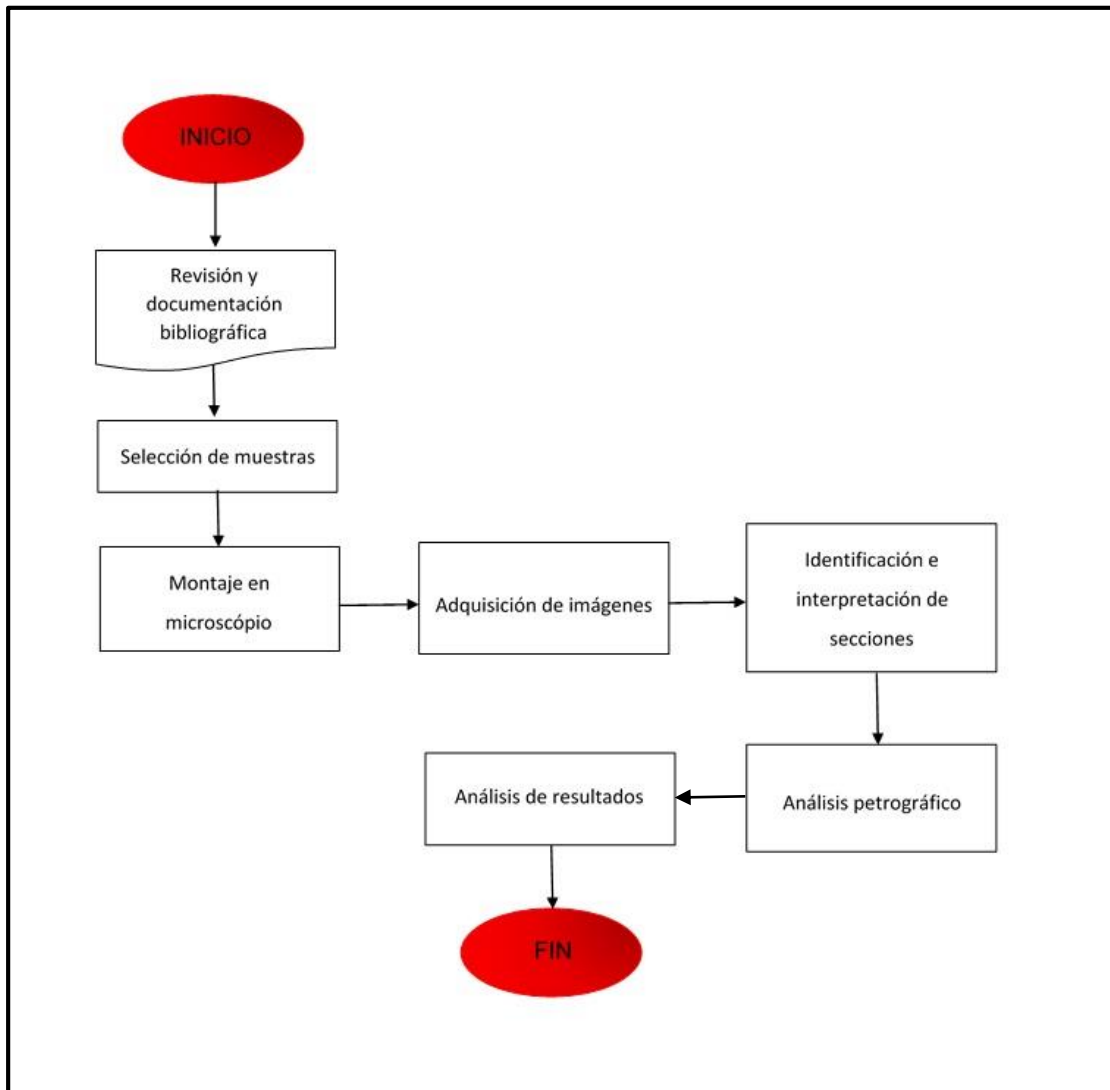 INICIO
Revisión y
documentación
bibliográfica
Selección de muestras
Montaje en
microscópio
Adquisición de imágenes
Identificación e
interpretación de
secciones
Análisis petrográfico
Análisis de resultados
FIN